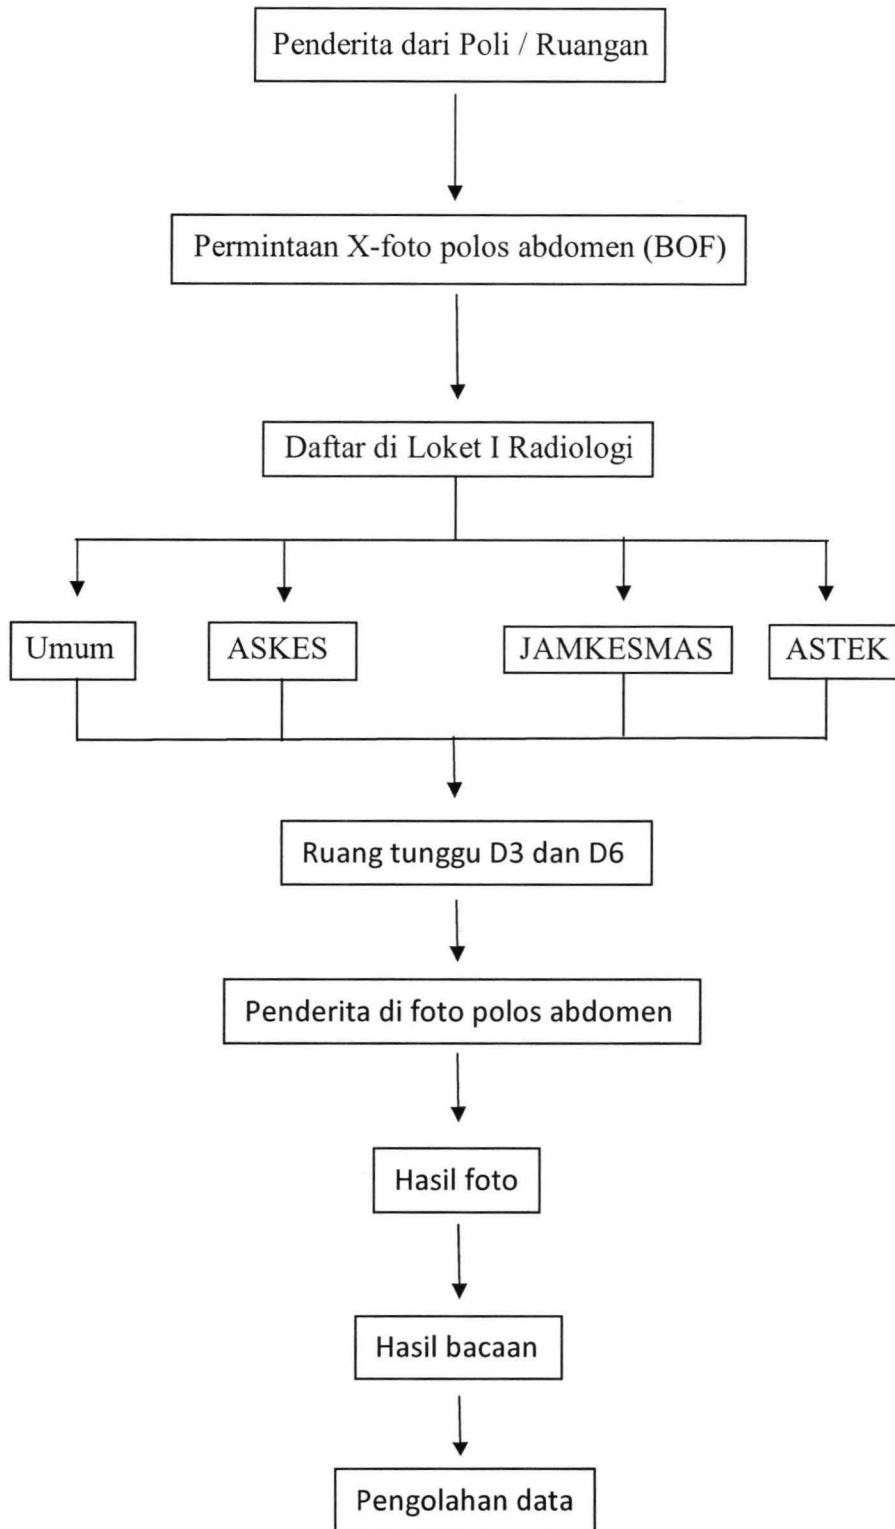 Penderita dari Poli / Ruangan
Permintaan X-foto polos abdomen (BOF)
Daftar di Loket I Radiologi
Umum
ASKES
JAMKESMAS
ASTEK
Ruang tunggu D3 dan D6
Penderita di foto polos abdomen
Hasil foto
Hasil bacaan
Pengolahan data